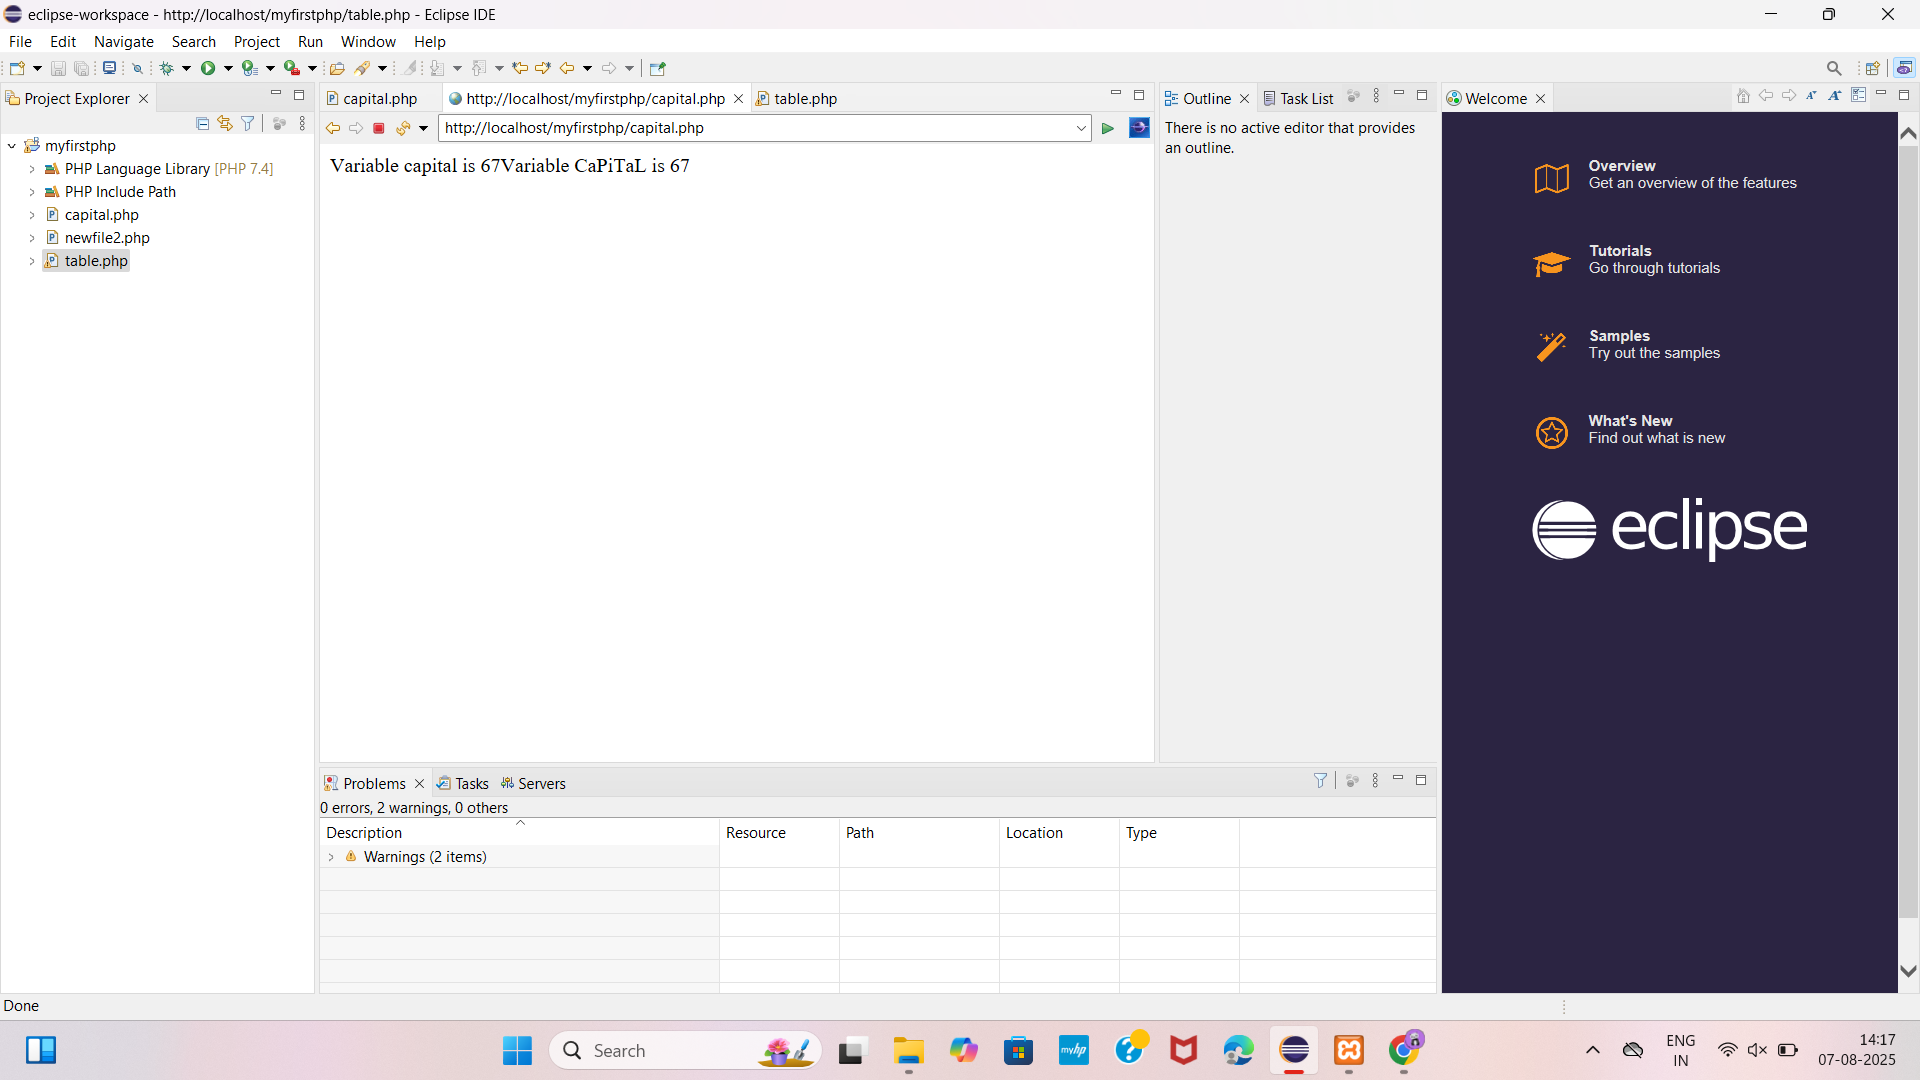 eclipse-workspace - http://localhost/myfirstphp/table.php - Eclipse IDE
File Edit Navigate Search Project Run Window Help
Project Explorer
capital.php
http://localhost/myfirstphp/capital.php
table.php
Outline
Task List
Welcome
http://localhost/myfirstphp/capital.php
There is no active editor that provides
an outline.
myfirstphp
PHP Language Library [PHP 7.4]
PHP Include Path
capital.php
newfile2.php
table.php
Variable capital is 67Variable CaPiTaL is 67
Overview
Get an overview of the features
Tutorials
Go through tutorials
Samples
Try out the samples
What's New
Find out what is new
eclipse
Problems
Tasks
Servers
0 errors, 2 warnings, 0 others
Description Resource Path Location Type
Warnings (2 items)
Done
Search
myhp
ENG
IN
14:17
07-08-2025